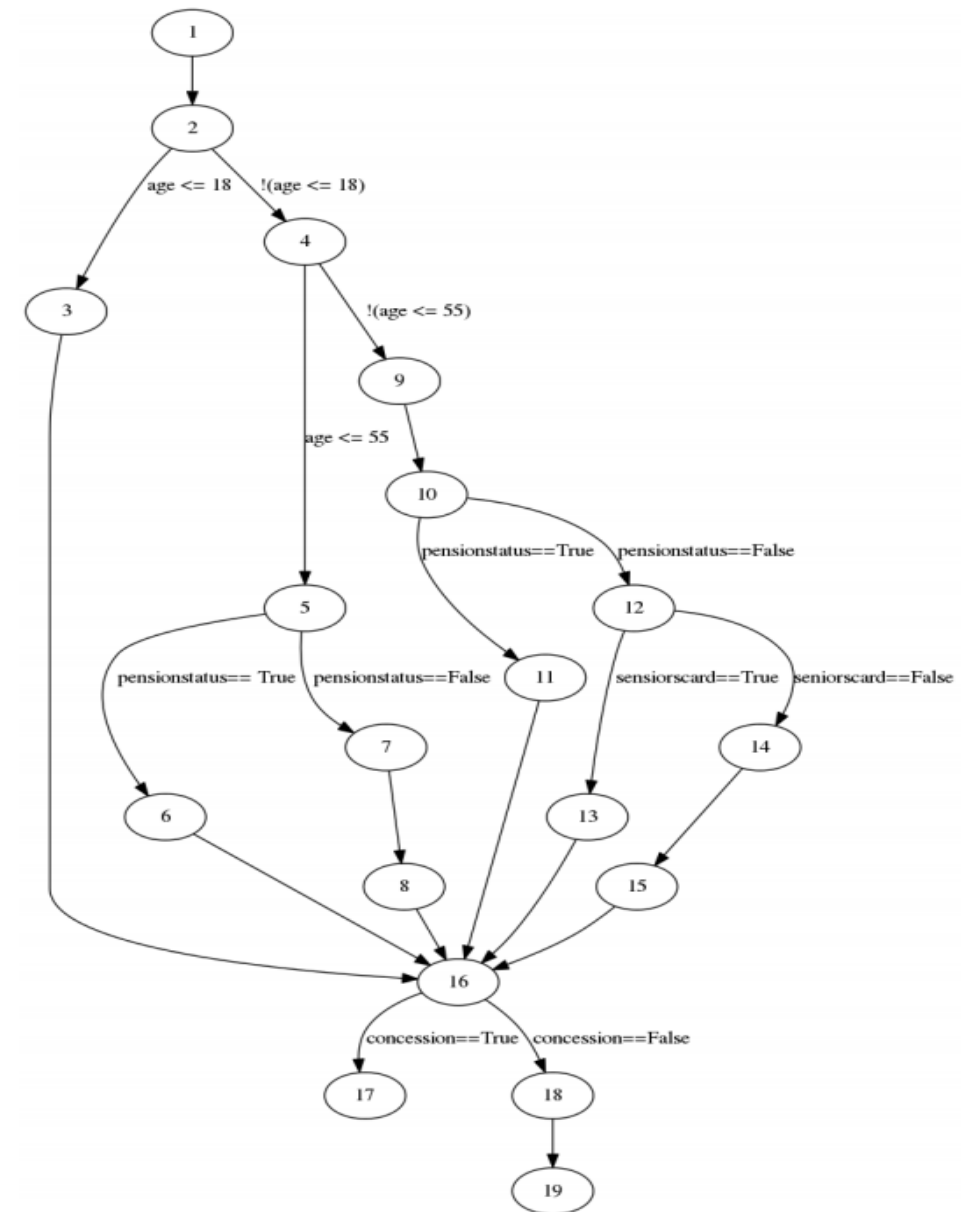 1
2
age <= 18
!(age <= 18)
4
3
!(age <= 55)
9
age <= 55
10
pensionstatus==True
pensionstatus==False
5
12
pensionstatus== True
pensionstatus==False
11
sensiorscard==True
seniorscard==False
7
14
6
13
8
15
16
concession==True
concession==False
17
18
19